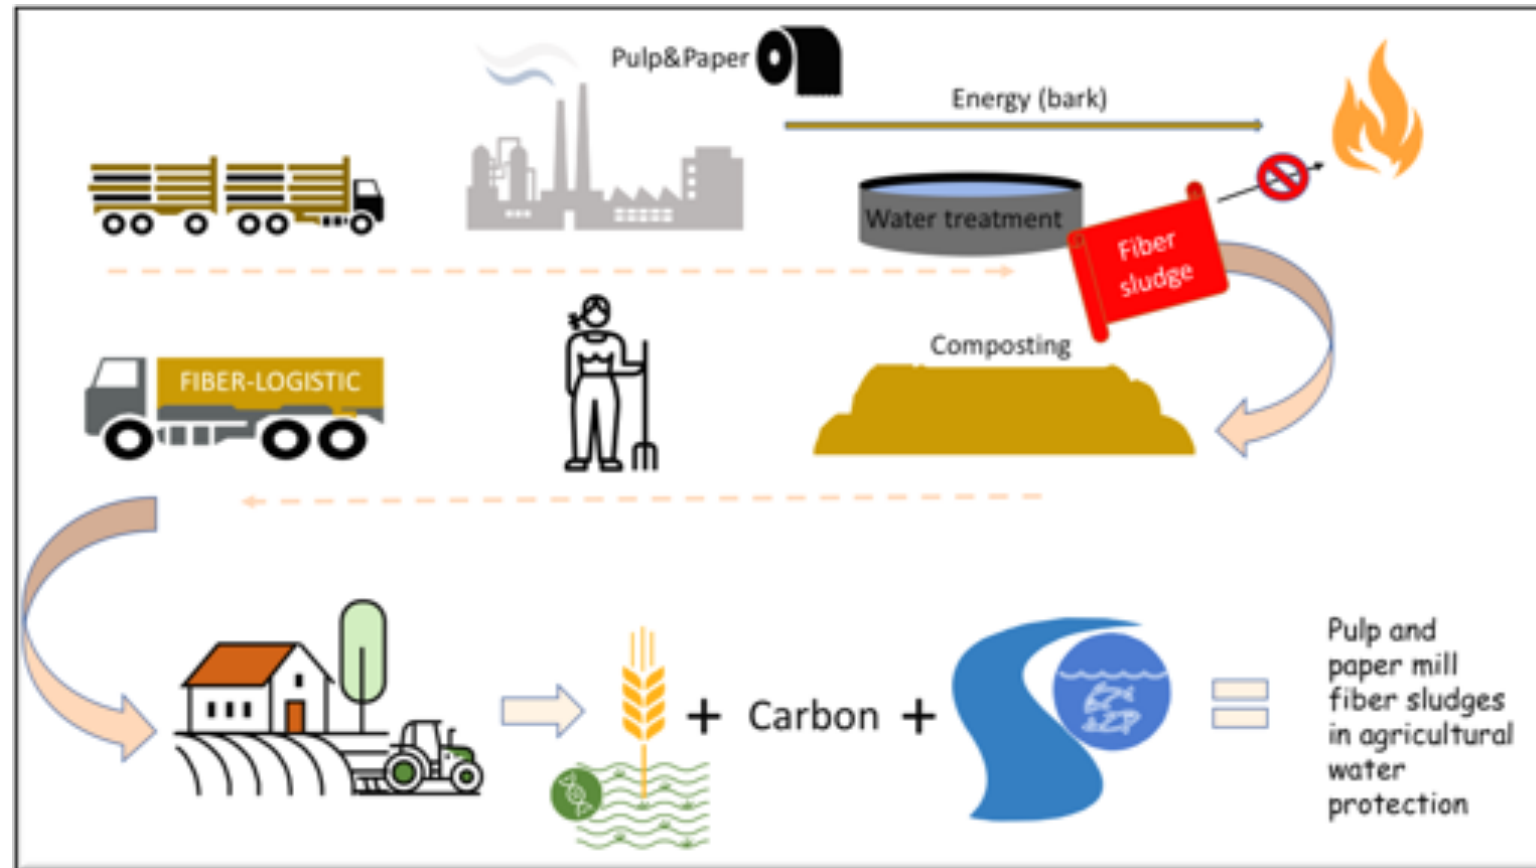 Pulp&Paper
Energy (bark)
Water treatment
Fiber
sludge
Composting
FIBER-LOGISTIC
+ Carbon +
Pulp and
paper mill
fiber sludges
in agricultural
water
protection